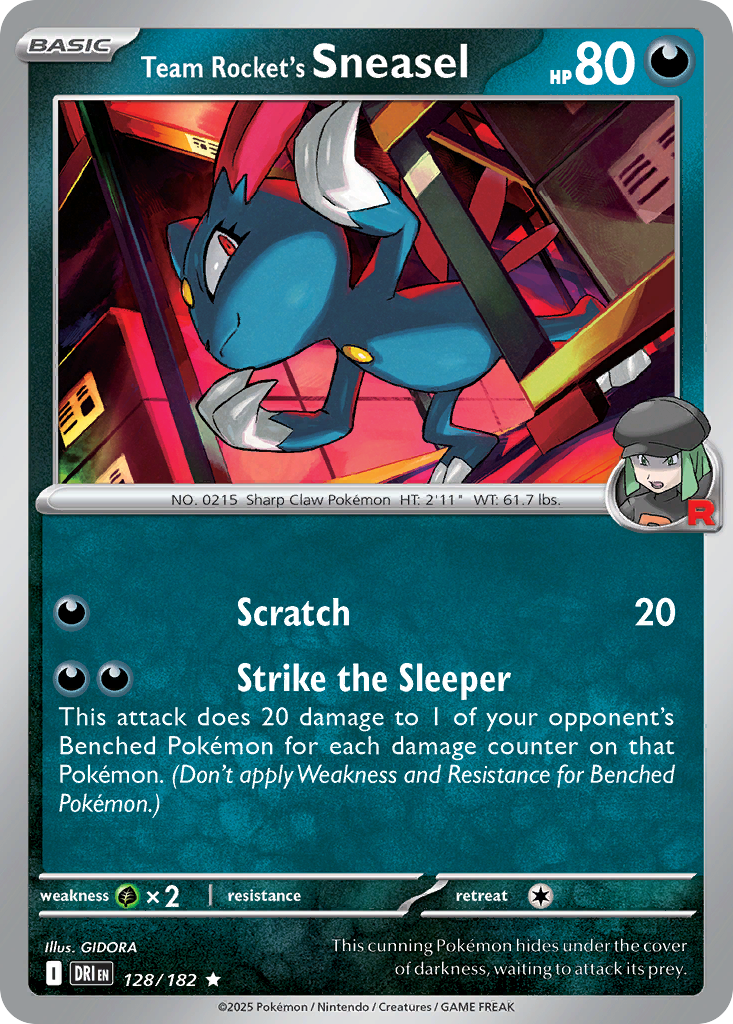 BASIC
Team Rocket's Sneasel HP 80
NO. 0215 Sharp Claw Pokémon HT: 2'11" WT: 61.7 lbs.
R
Scratch 20
Strike the Sleeper
This attack does 20 damage to 1 of your opponent's
Benched Pokémon for each damage counter on that
Pokémon. (Don't apply Weakness and Resistance for Benched
Pokémon.)
weakness ×2 resistance retreat
Illus. GIDORA
This cunning Pokémon hides under the cover
of darkness, waiting to attack its prey.
I DRI EN 128/182 ★
©2025 Pokémon / Nintendo / Creatures / GAME FREAK